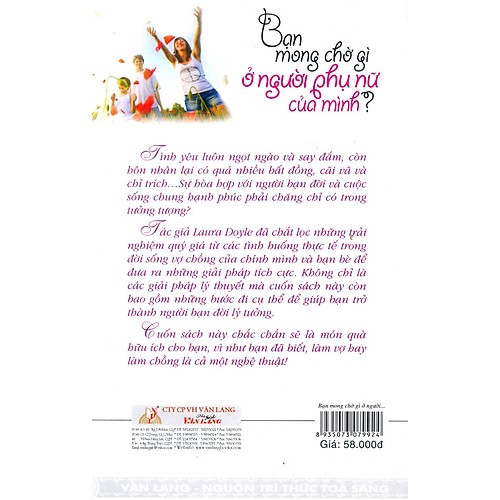 Bạn
mong chờ gì
ở người phụ nữ
của mình?
Tình yêu luôn ngọt ngào và say đắm, còn
hôn nhân lại có quá nhiều bất đồng, cãi vã và
chỉ trích...Sự hòa hợp với người bạn đời và cuộc
sống chung hạnh phúc phải chăng chỉ có trong
tưởng tượng?
Tác giả Laura Doyle đã chắt lọc những trải
nghiệm quý giá từ các tình huống thực tế trong
đời sống vợ chồng của chính mình và bạn bè để
đưa ra những giải pháp tích cực. Không chỉ là
các giải pháp lý thuyết mà cuốn sách này còn
bao gồm những bước đi cụ thể để giúp bạn trở
thành người bạn đời lý tưởng.
Cuốn sách này chắc chắn sẽ là món quà
hữu ích cho bạn, vì như bạn đã biết, làm vợ hay
làm chồng là cả một nghệ thuật!
Bạn mong chờ gì ở người...
CTY CP VH VĂN LANG
VĂN LANG
8 935073 079924
Giá: 58.000đ
VĂN LANG - NGUỒN TRI THỨC TỎA SÁNG